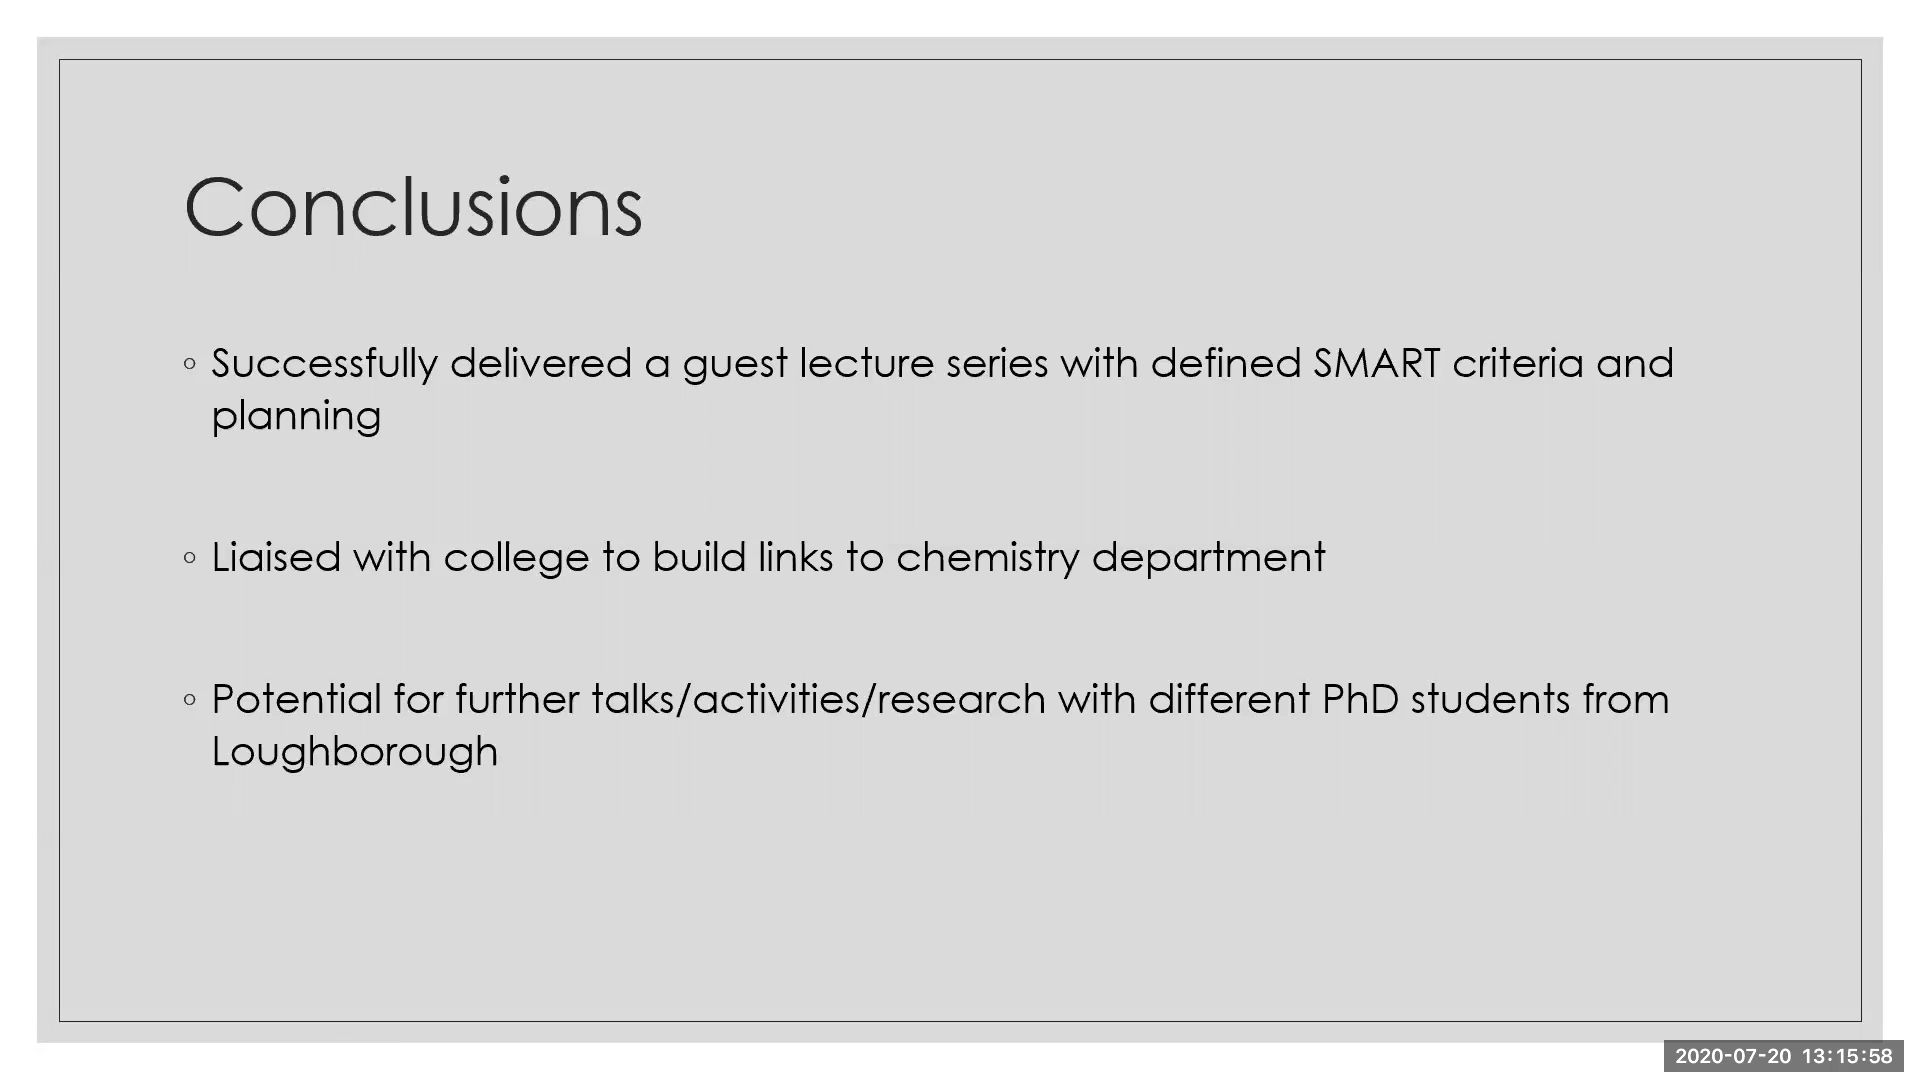 Conclusions
◦ Successfully delivered a guest lecture series with defined SMART criteria and
planning
◦ Liaised with college to build links to chemistry department
◦ Potential for further talks/activities/research with different PhD students from
Loughborough
2020-07-20 13:15:58